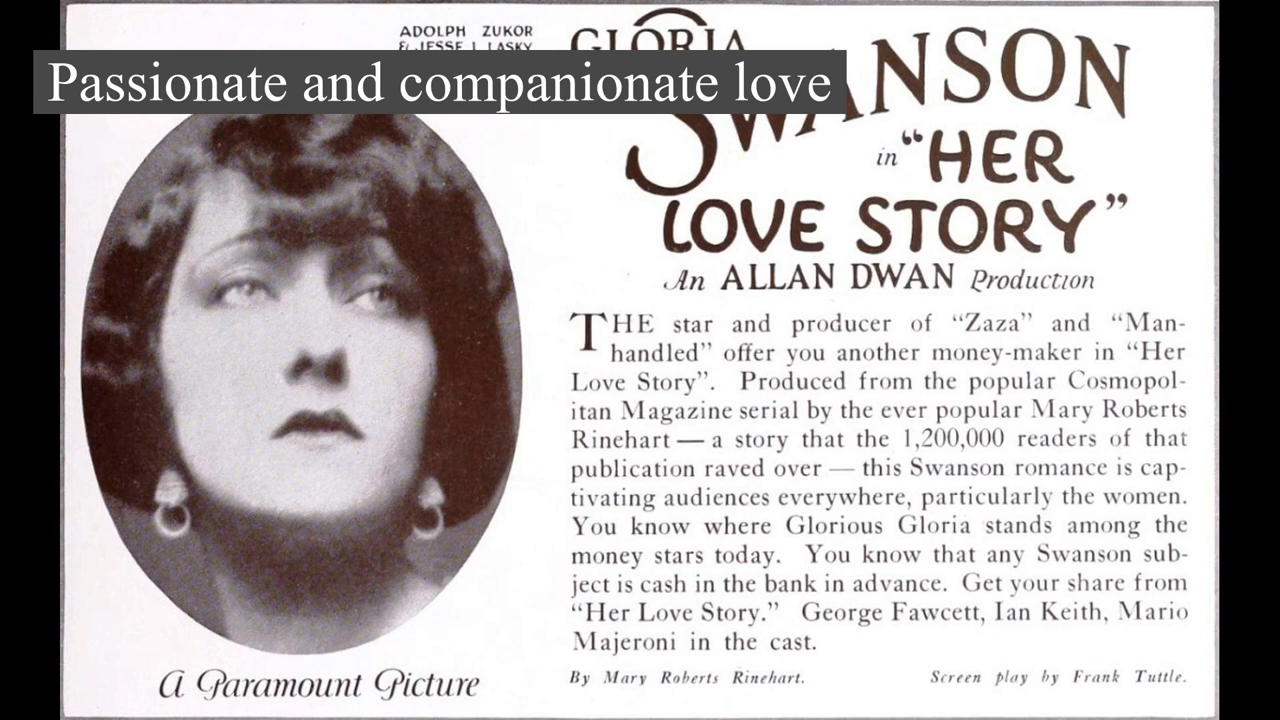 ADOLPH ZUKOR
& JESSE L. LASKY
Passionate and companionate love
GLORIA
SWANSON
in “HER
LOVE STORY”
An ALLAN DWAN Production
THE star and producer of “Zaza” and “Man-
handled” offer you another money-maker in “Her
Love Story”. Produced from the popular Cosmopol-
itan Magazine serial by the ever popular Mary Roberts
Rinehart — a story that the 1,200,000 readers of that
publication raved over — this Swanson romance is cap-
tivating audiences everywhere, particularly the women.
You know where Glorious Gloria stands among the
money stars today. You know that any Swanson sub-
ject is cash in the bank in advance. Get your share from
“Her Love Story.” George Fawcett, Ian Keith, Mario
Majeroni in the cast.
By Mary Roberts Rinehart. Screen play by Frank Tuttle.
A Paramount Picture